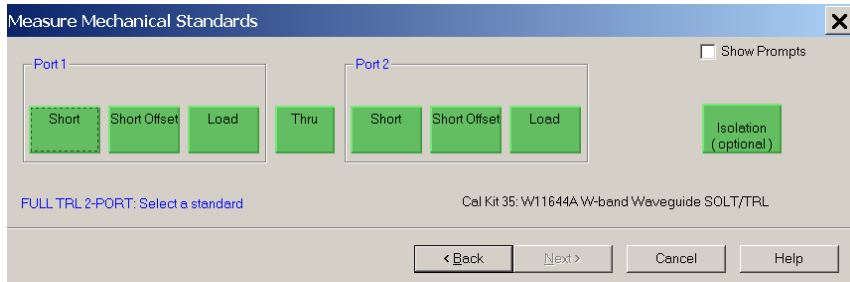 Measure Mechanical Standards
Show Prompts
Port 1
Port 2
Short Short Offset Load Thru Short Short Offset Load
Isolation
(optional)
FULL TRL 2-PORT: Select a standard
Cal Kit 35: W11644A W-band Waveguide SOLT/TRL
< Back Next > Cancel Help